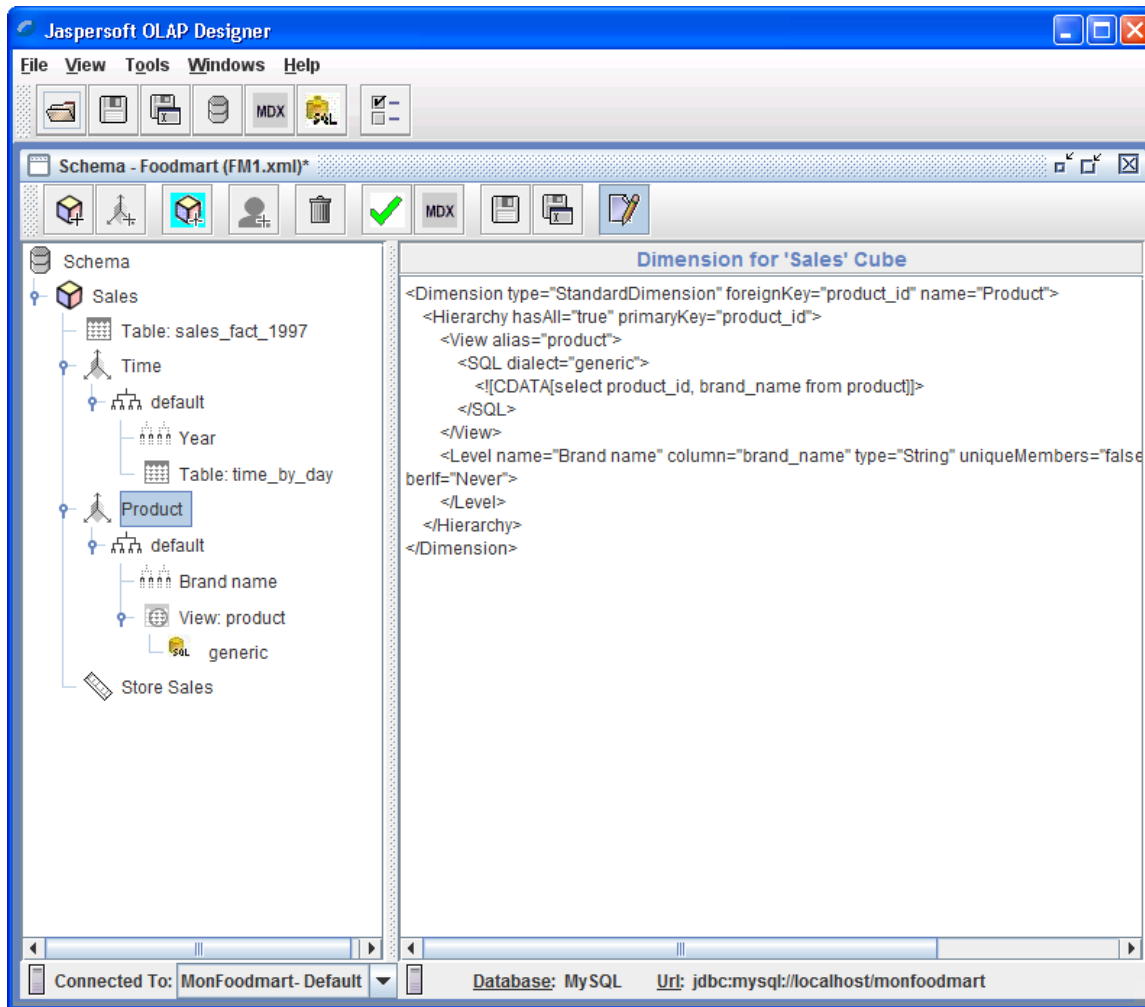 Jaspersoft OLAP Designer
File View Tools Windows Help
MDX SQL
Schema - Foodmart (FM1.xml)*
MDX
Schema
Sales
Table: sales_fact_1997
Time
default
Year
Table: time_by_day
Product
default
Brand name
View: product
SQL generic
Store Sales
Dimension for 'Sales' Cube
<Dimension type="StandardDimension" foreignKey="product_id" name="Product">
<Hierarchy hasAll="true" primaryKey="product_id">
<View alias="product">
<SQL dialect="generic">
<![CDATA[select product_id, brand_name from product]]>
</SQL>
</View>
<Level name="Brand name" column="brand_name" type="String" uniqueMembers="false
berIf="Never">
</Level>
</Hierarchy>
</Dimension>
Connected To: MonFoodmart- Default Database: MySQL Url: jdbc:mysql://localhost/monfoodmart